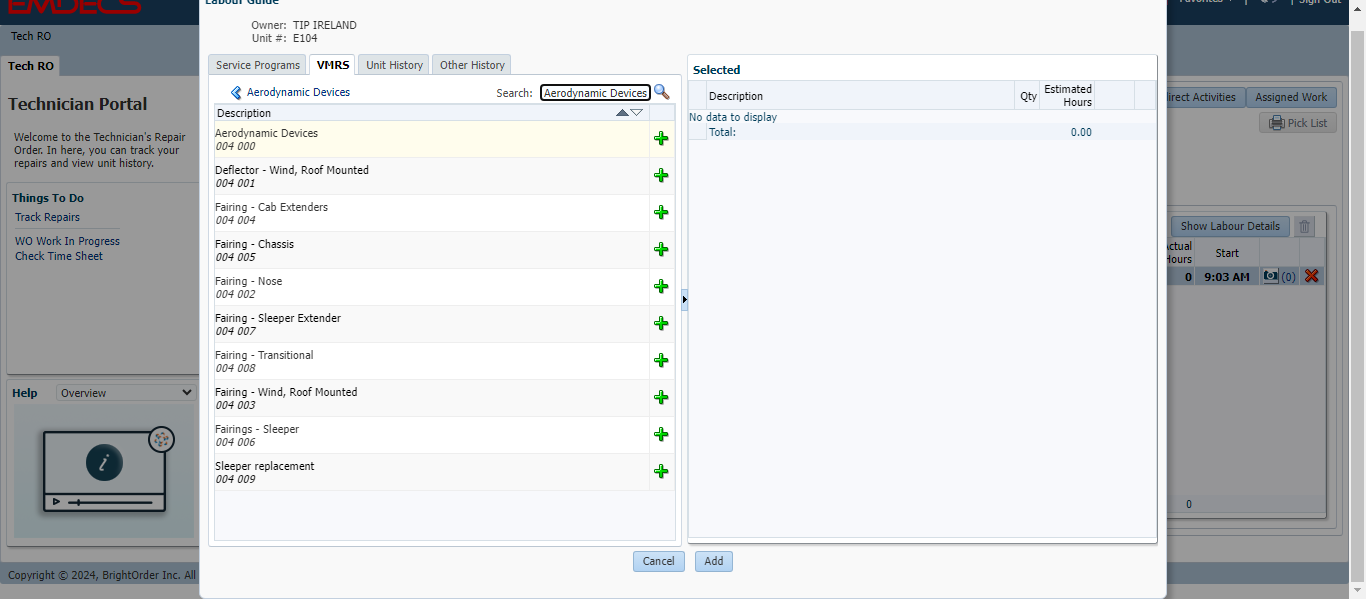 EMDECS
Labour Guide
Sign Out
Tech RO
Tech RO
Technician Portal
Welcome to the Technician's Repair
Order. In here, you can track your
repairs and view unit history.
Things To Do
Track Repairs
WO Work In Progress
Check Time Sheet
Help
Overview
i
Copyright © 2024, BrightOrder Inc. All
Owner: TIP IRELAND
Unit #: E104
Service Programs
VMRS
Unit History
Other History
Aerodynamic Devices
Search: Aerodynamic Devices
Description
Aerodynamic Devices
004 000
Deflector - Wind, Roof Mounted
004 001
Fairing - Cab Extenders
004 004
Fairing - Chassis
004 005
Fairing - Nose
004 002
Fairing - Sleeper Extender
004 007
Fairing - Transitional
004 008
Fairing - Wind, Roof Mounted
004 003
Fairings - Sleeper
004 006
Sleeper replacement
004 009
Selected
Description Qty Estimated
Hours
No data to display
Total: 0.00
Cancel
Add
irect Activities
Assigned Work
Pick List
Show Labour Details
ctual
Hours
Start
0 9:03 AM (0)
0